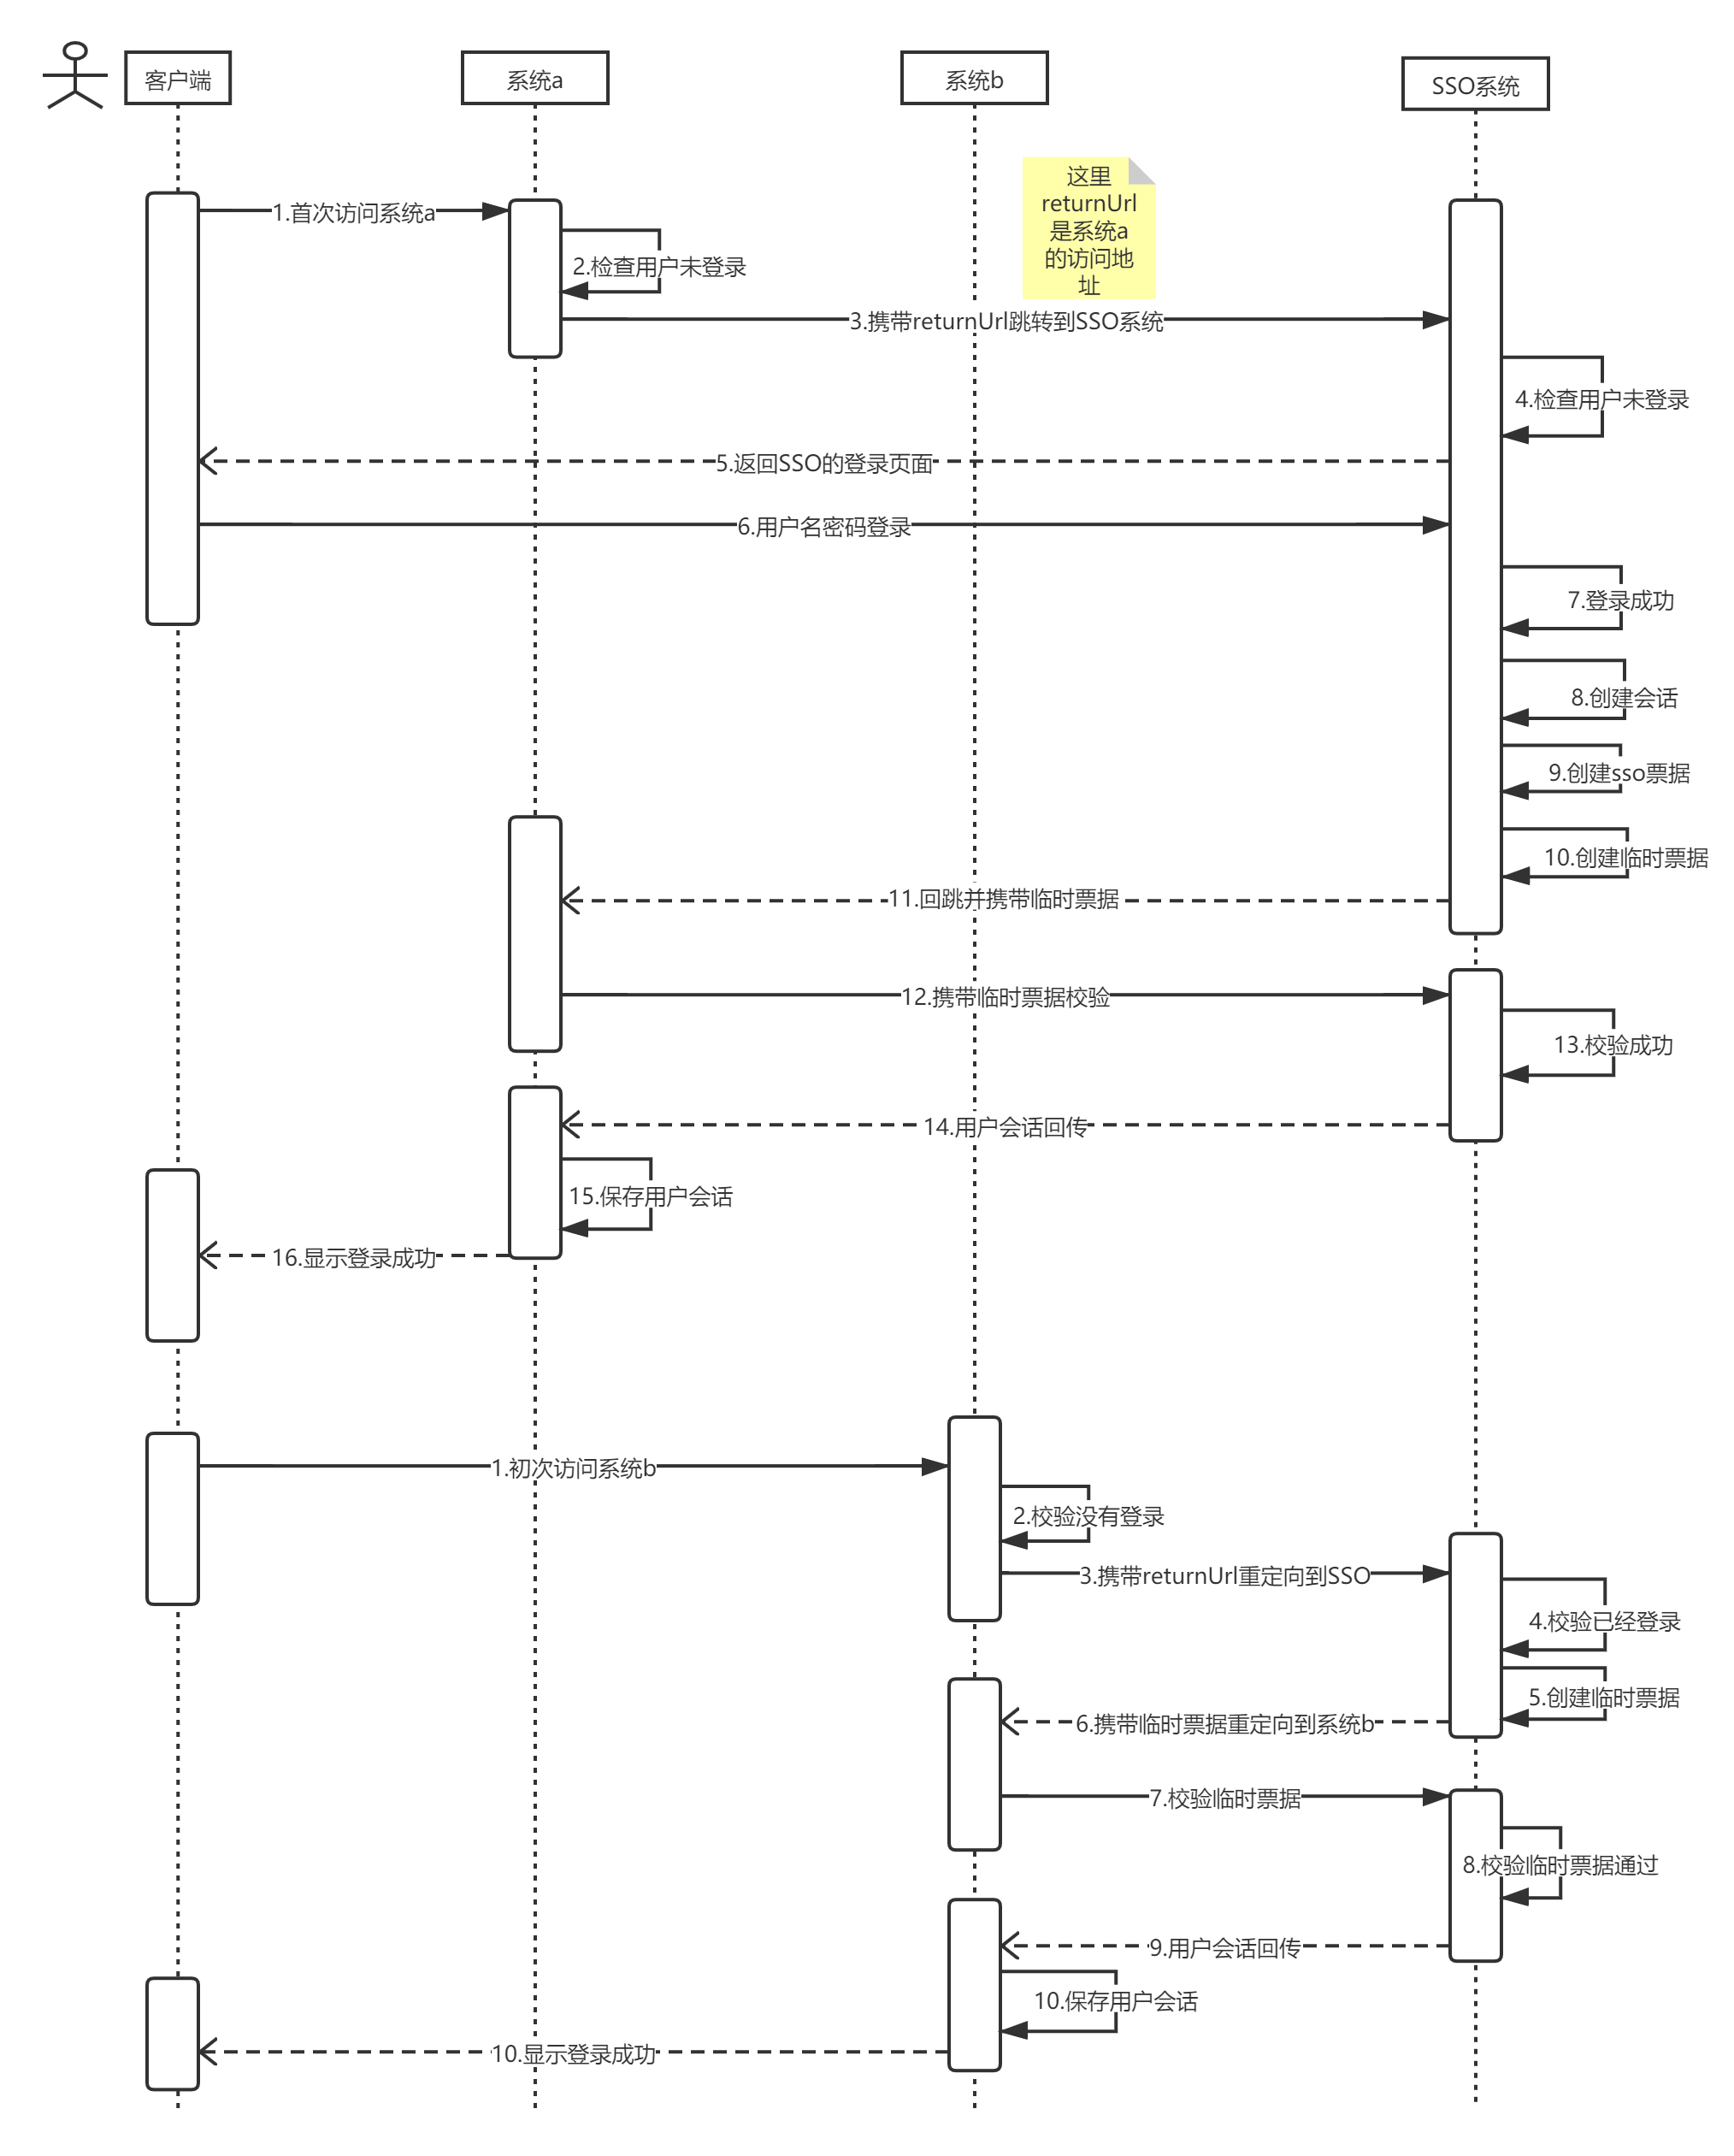 客户端
系统a
系统b
SSO系统
这里
returnUrl
是系统a
的访问地
址
1.首次访问系统a
2.检查用户未登录
3.携带returnUrl跳转到SSO系统
4.检查用户未登录
5.返回SSO的登录页面
6.用户名密码登录
7.登录成功
8.创建会话
9.创建sso票据
10.创建临时票据
11.回跳并携带临时票据
12.携带临时票据校验
13.校验成功
14.用户会话回传
15.保存用户会话
16.显示登录成功
1.初次访问系统b
2.校验没有登录
3.携带returnUrl重定向到SSO
4.校验已经登录
5.创建临时票据
6.携带临时票据重定向到系统b
7.校验临时票据
8.校验临时票据通过
9.用户会话回传
10.保存用户会话
10.显示登录成功